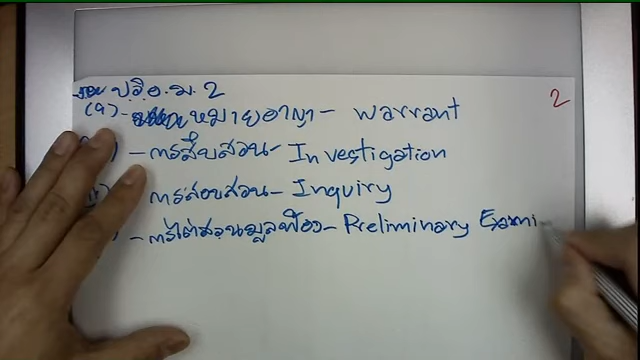 ป.วิ.อ.ม. 2
2
(9) - หมายอาญา - Warrant
) - การสืบสวน - Investigation
) การสอบสวน - Inquiry
) - การไต่สวนมูลฟ้อง - Preliminary Exami